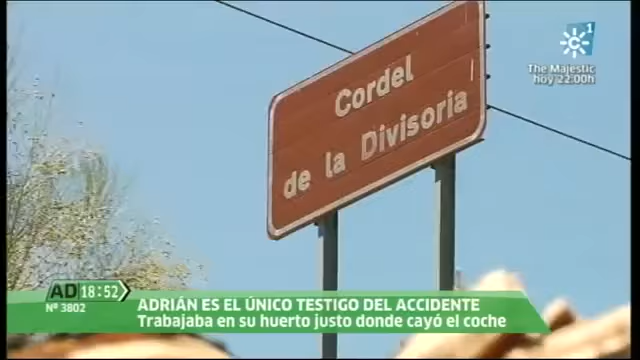 1
The Majestic
hoy 22:00h
Cordel
de la Divisoria
AD 18:52
Nº 3802
ADRIÁN ES EL ÚNICO TESTIGO DEL ACCIDENTE
Trabajaba en su huerto justo donde cayó el coche